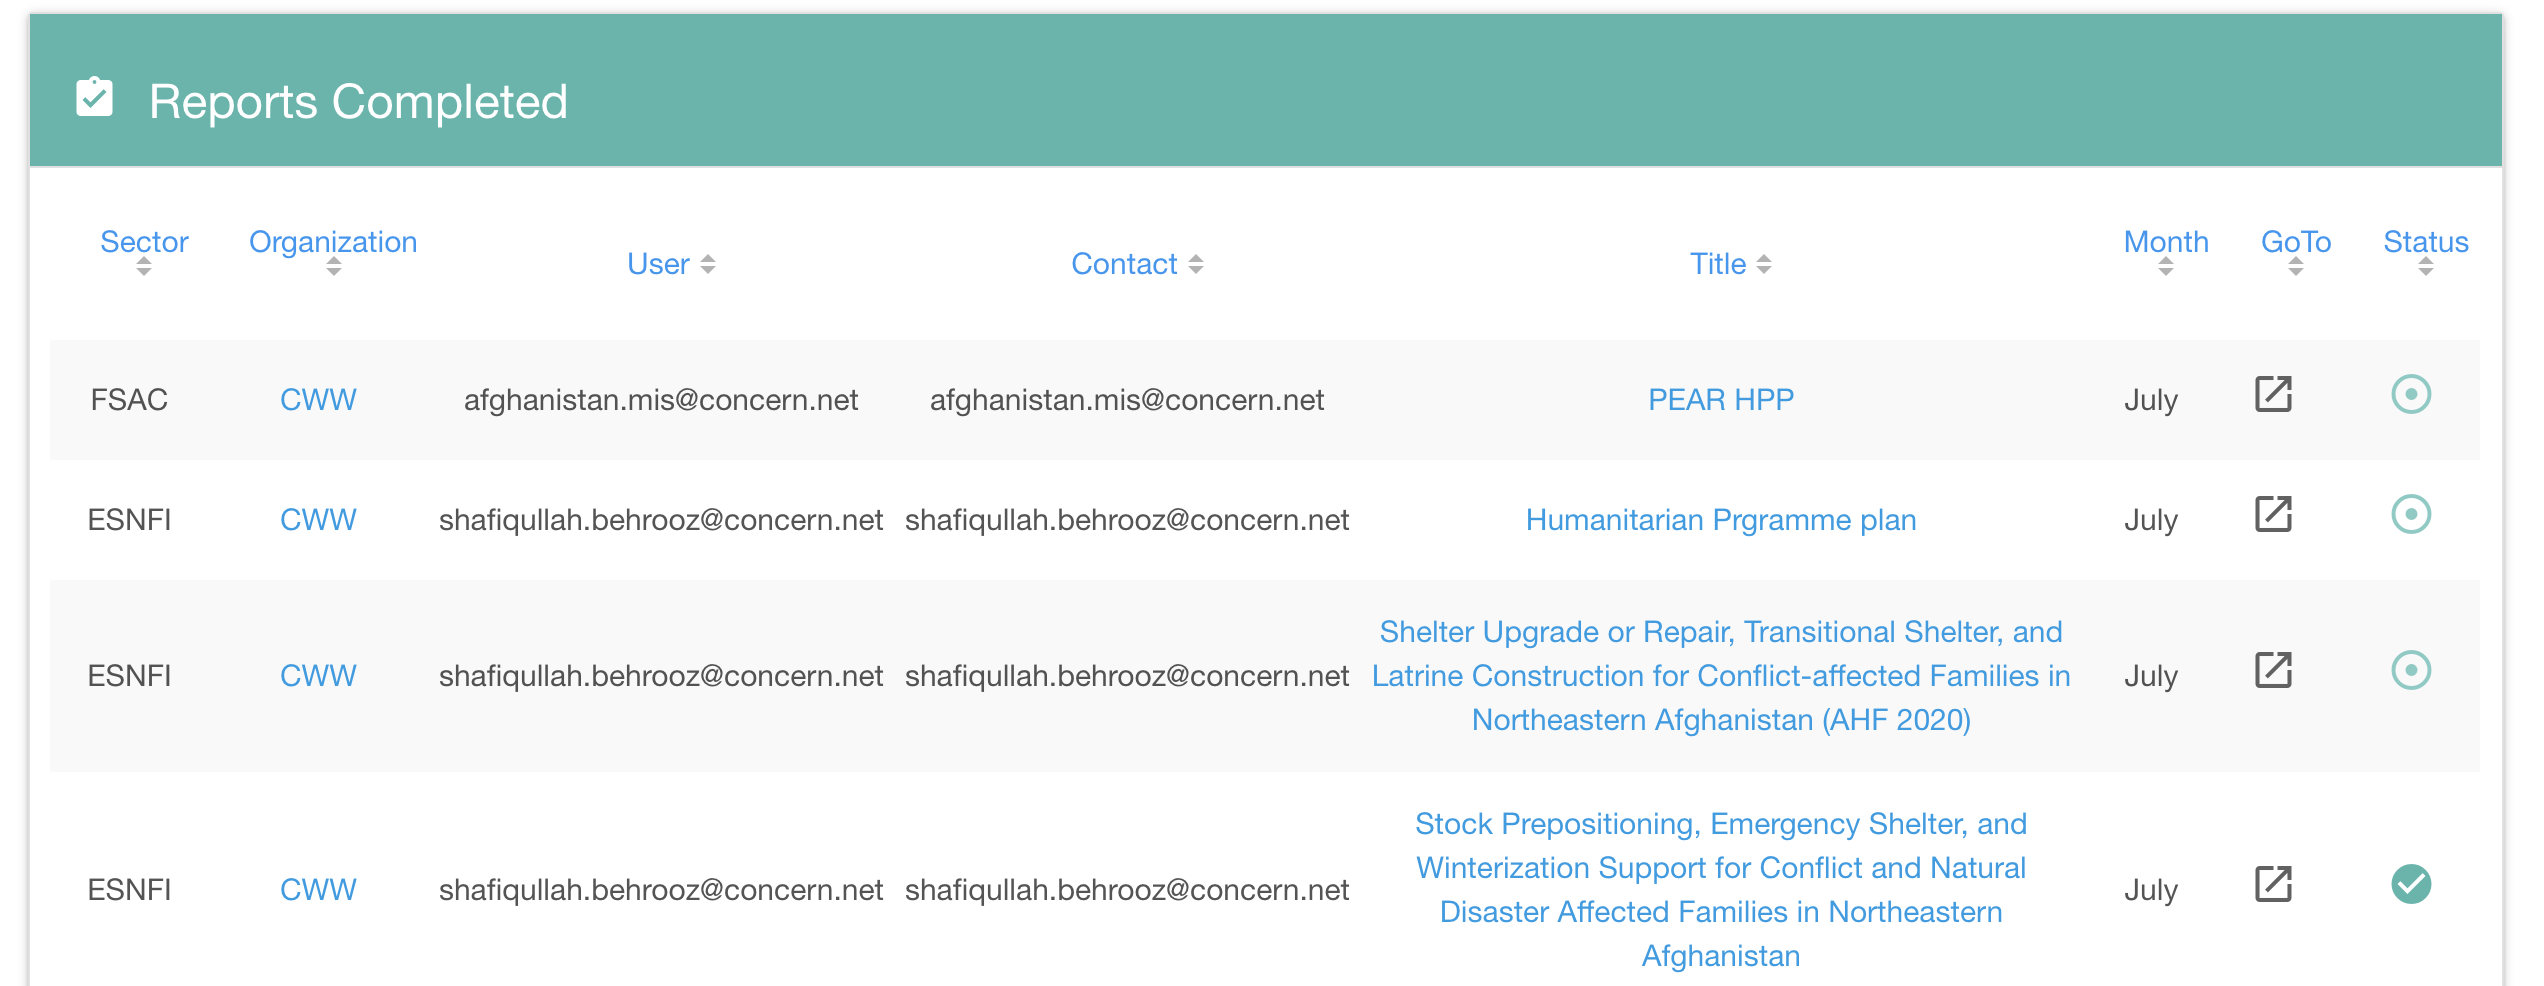 Reports Completed
Sector Organization User Contact Title Month GoTo Status
FSAC CWW afghanistan.mis@concern.net afghanistan.mis@concern.net PEAR HPP July
ESNFI CWW shafiqullah.behrooz@concern.net shafiqullah.behrooz@concern.net Humanitarian Prgramme plan July
Shelter Upgrade or Repair, Transitional Shelter, and
ESNFI CWW shafiqullah.behrooz@concern.net shafiqullah.behrooz@concern.net Latrine Construction for Conflict-affected Families in July
Northeastern Afghanistan (AHF 2020)
Stock Prepositioning, Emergency Shelter, and
Winterization Support for Conflict and Natural
ESNFI CWW shafiqullah.behrooz@concern.net shafiqullah.behrooz@concern.net July
Disaster Affected Families in Northeastern
Afghanistan